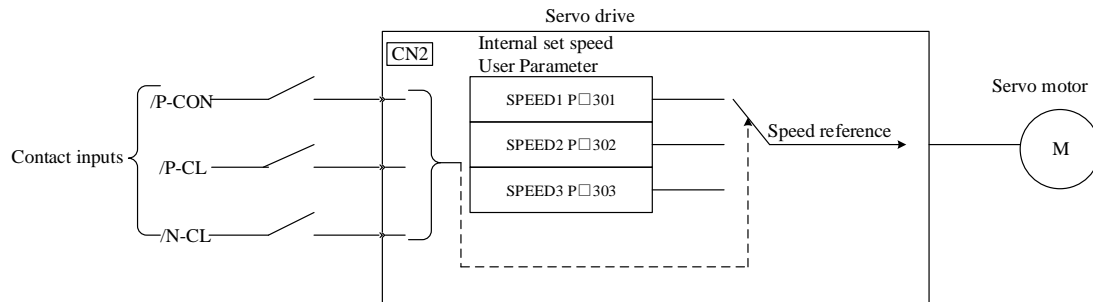 Servo drive
CN2
Internal set speed
User Parameter
/P-CON
SPEED1 P□301
Servo motor
Contact inputs
/P-CL
SPEED2 P□302
Speed reference
M
SPEED3 P□303
/N-CL